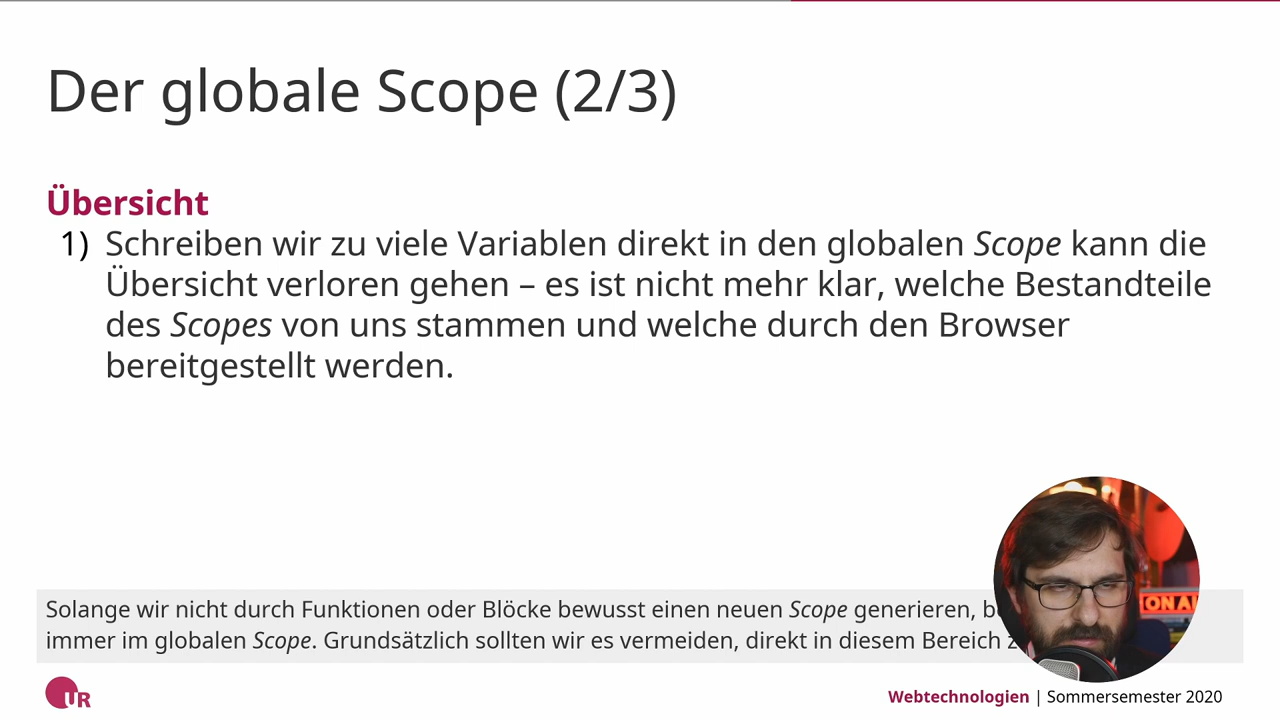 Der globale Scope (2/3)
Übersicht
1) Schreiben wir zu viele Variablen direkt in den globalen Scope kann die
Übersicht verloren gehen – es ist nicht mehr klar, welche Bestandteile
des Scopes von uns stammen und welche durch den Browser
bereitgestellt werden.
Solange wir nicht durch Funktionen oder Blöcke bewusst einen neuen Scope generieren,
immer im globalen Scope. Grundsätzlich sollten wir es vermeiden, direkt in diesem Bereich
ON AI
UR
Webtechnologien | Sommersemester 2020